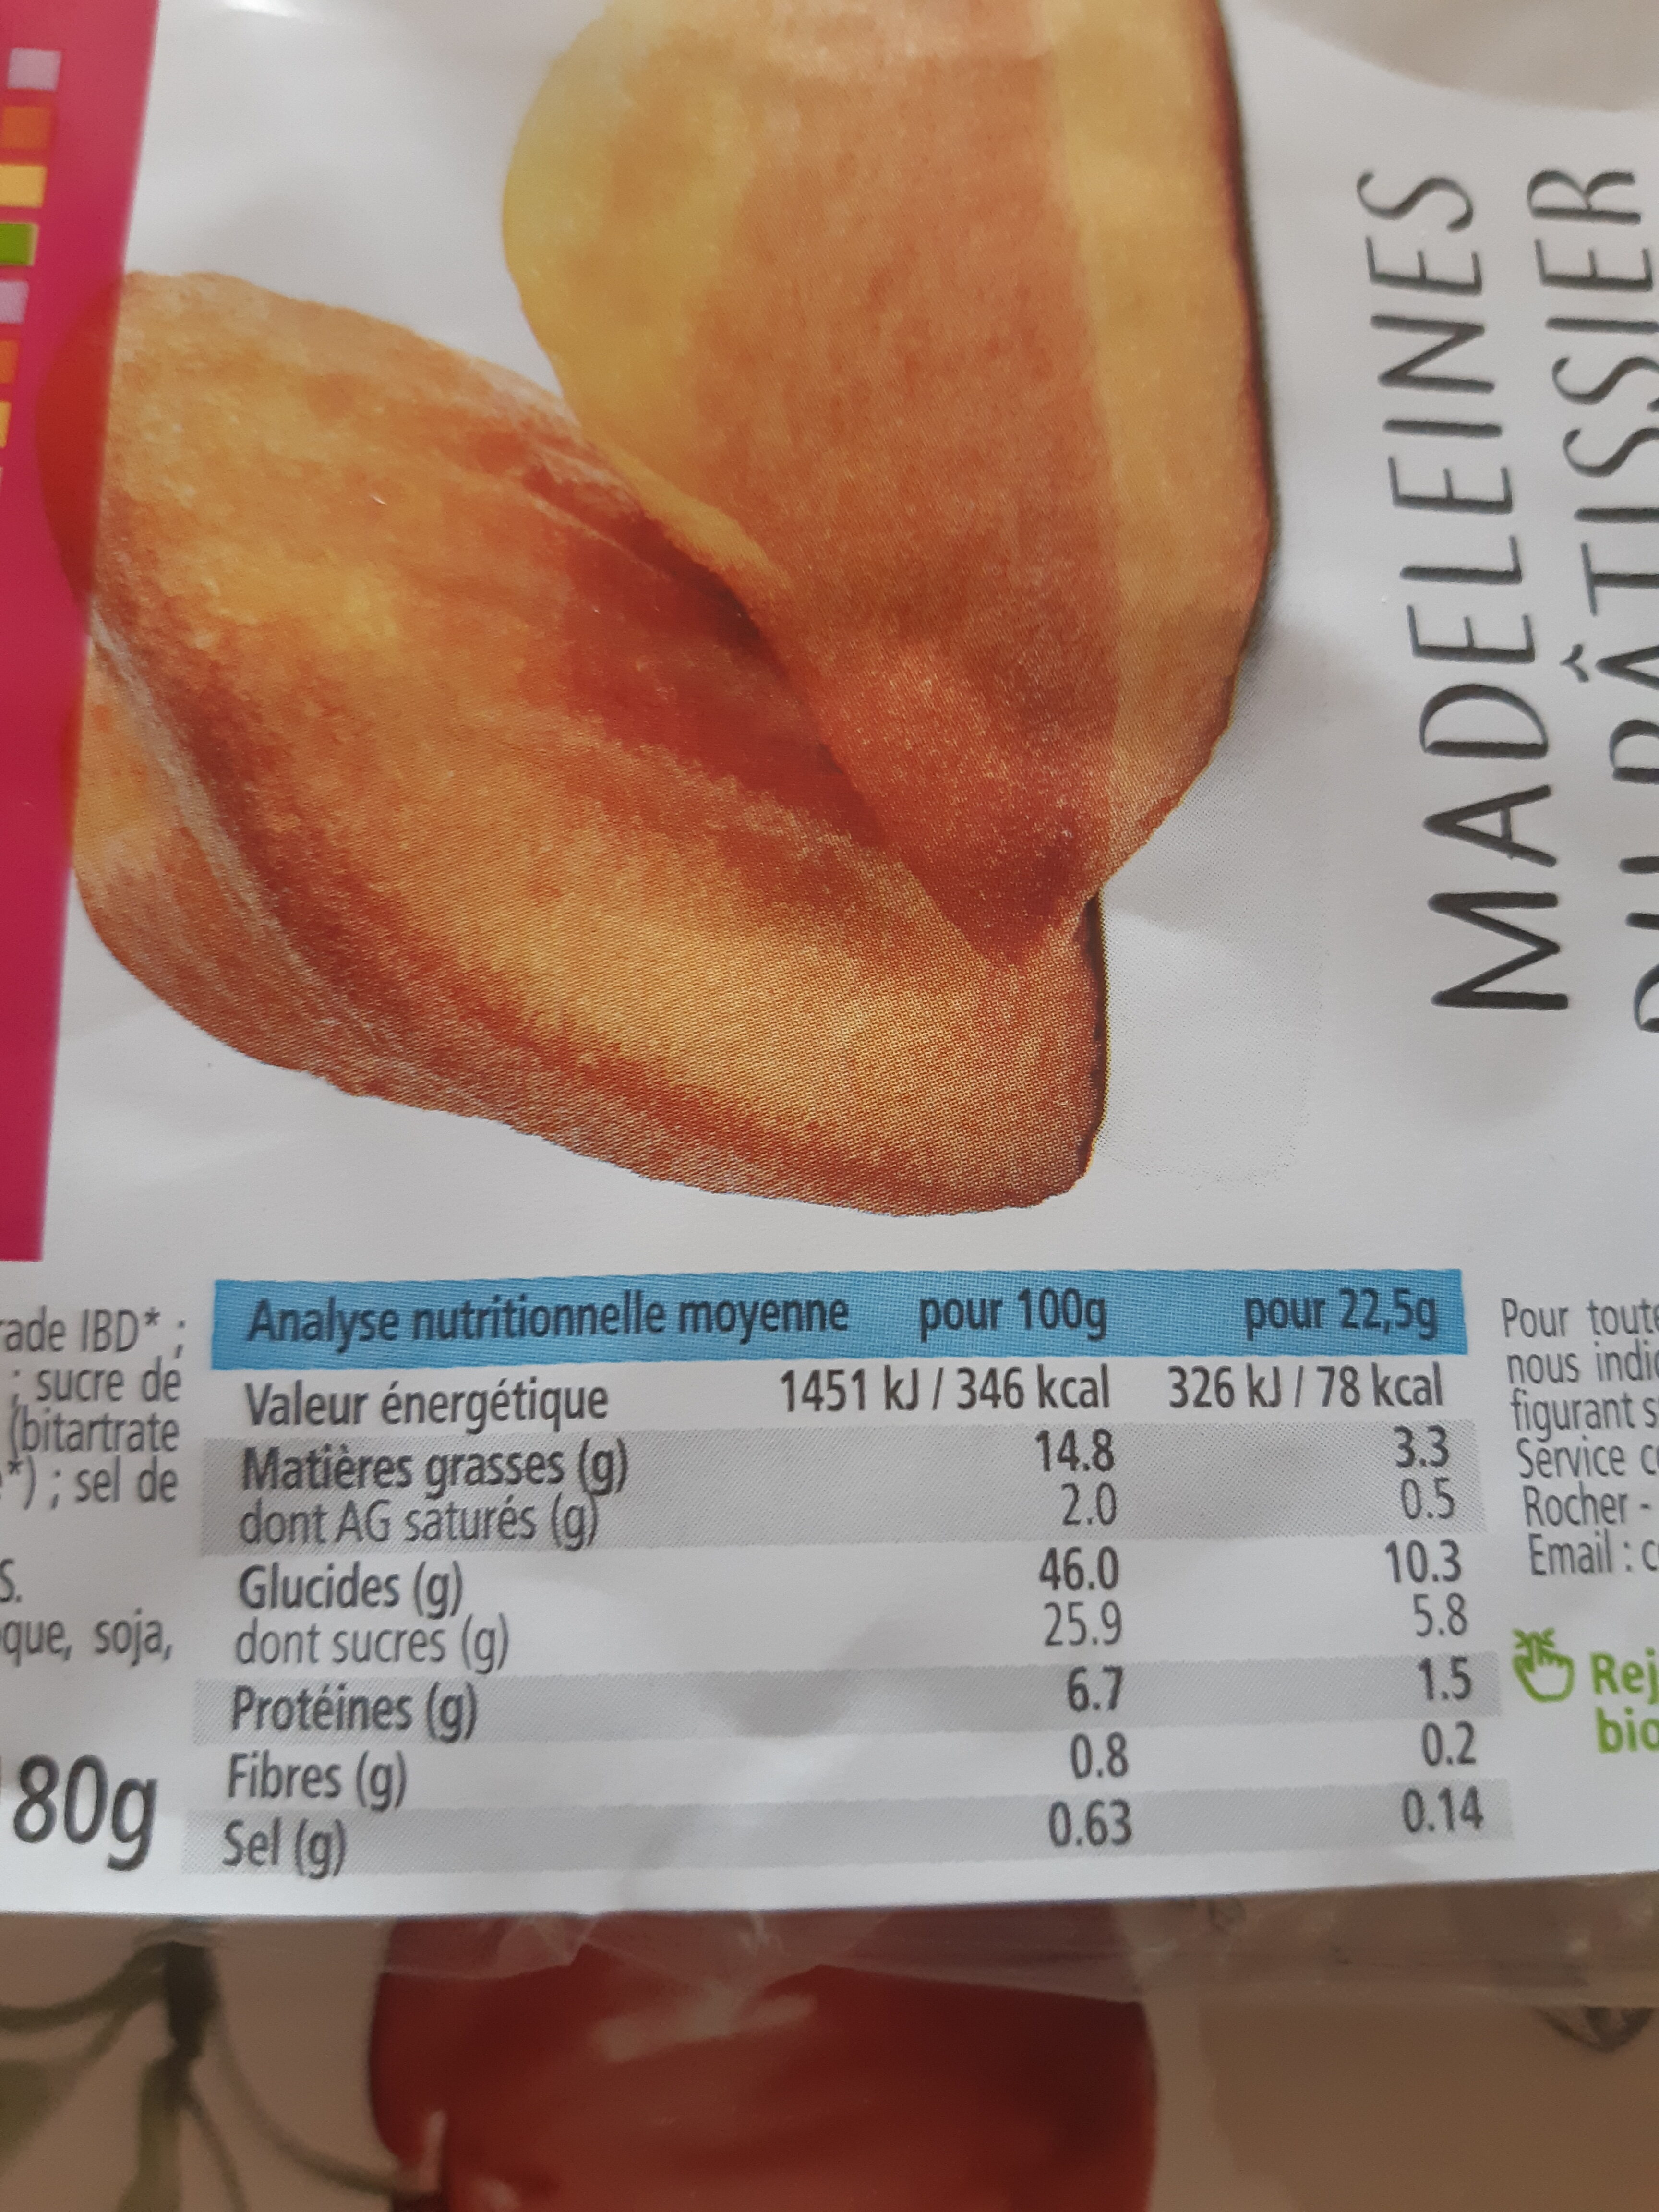 MADELEINES
PÂTISSIER
rade IBD* ;
; sucre de
(bitartrate
*) ; sel de
s.
que, soja,
80g
Analyse nutritionnelle moyenne pour 100g pour 22,5g
Valeur énergétique 1451 kJ / 346 kcal 326 kJ / 78 kcal
Matières grasses (g) 14.8 3.3
dont AG saturés (g) 2.0 0.5
Glucides (g) 46.0 10.3
dont sucres (g) 25.9 5.8
Protéines (g) 6.7 1.5
Fibres (g) 0.8 0.2
Sel (g) 0.63 0.14
Pour toute
nous indic
figurant s
Service c
Rocher -
Email : c
Rej
bio